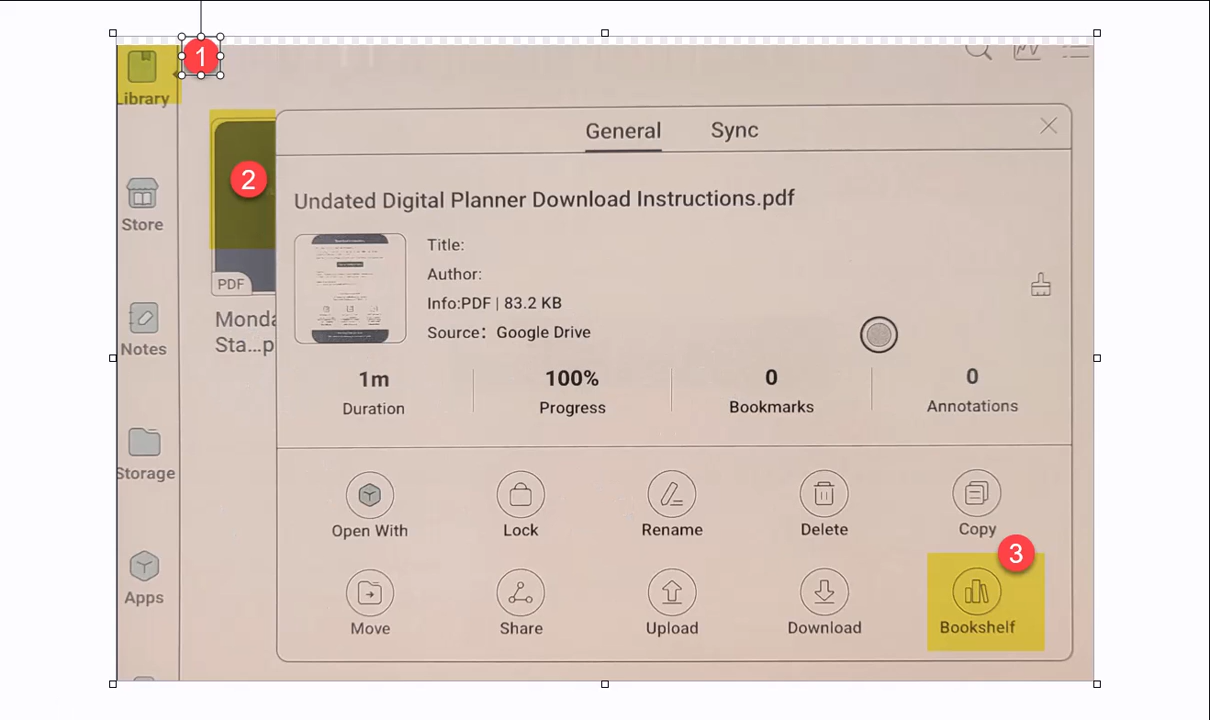 1
Library
General
Sync
2
Undated Digital Planner Download Instructions.pdf
Store
Title:
Author:
PDF
Info:PDF | 83.2 KB
Source: Google Drive
Monda
Sta...p
Notes
1m
100%
0
0
Duration
Progress
Bookmarks
Annotations
Storage
Open With
Lock
Rename
Delete
Copy
3
Apps
Move
Share
Upload
Download
Bookshelf